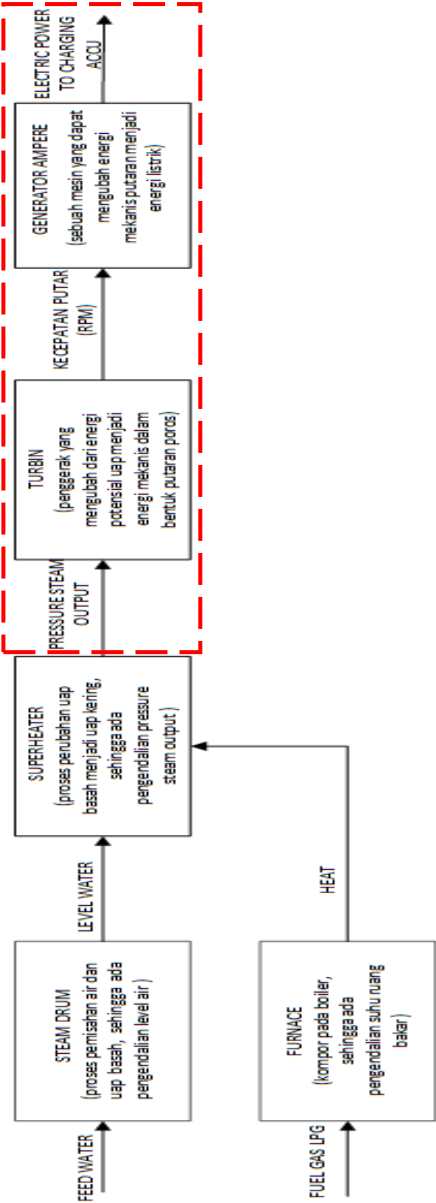 FEED WATER
STEAM DRUM
(proses pemisahan air dan
uap basah, sehingga ada
pengendalian level air )
LEVEL WATER
SUPERHEATER
(proses perubahan uap
basah menjadi uap kering,
sehingga ada
pengendalian pressure
steam output )
PRESSURE STEAM
OUTPUT
TURBIN
(penggerak yang
mengubah dari energi
potensial uap menjadi
energi mekanis dalam
bentuk putaran poros)
KECEPATAN PUTAR
(RPM)
GENERATOR AMPERE
(sebuah mesin yang dapat
mengubah energi
mekanis putaran menjadi
energi listrik)
ELECTRIC POWER
TO CHARGING
ACCU
FUEL GAS LPG
FURNACE
(kompor pada boiler,
sehingga ada
pengendalian suhu ruang
bakar)
HEAT